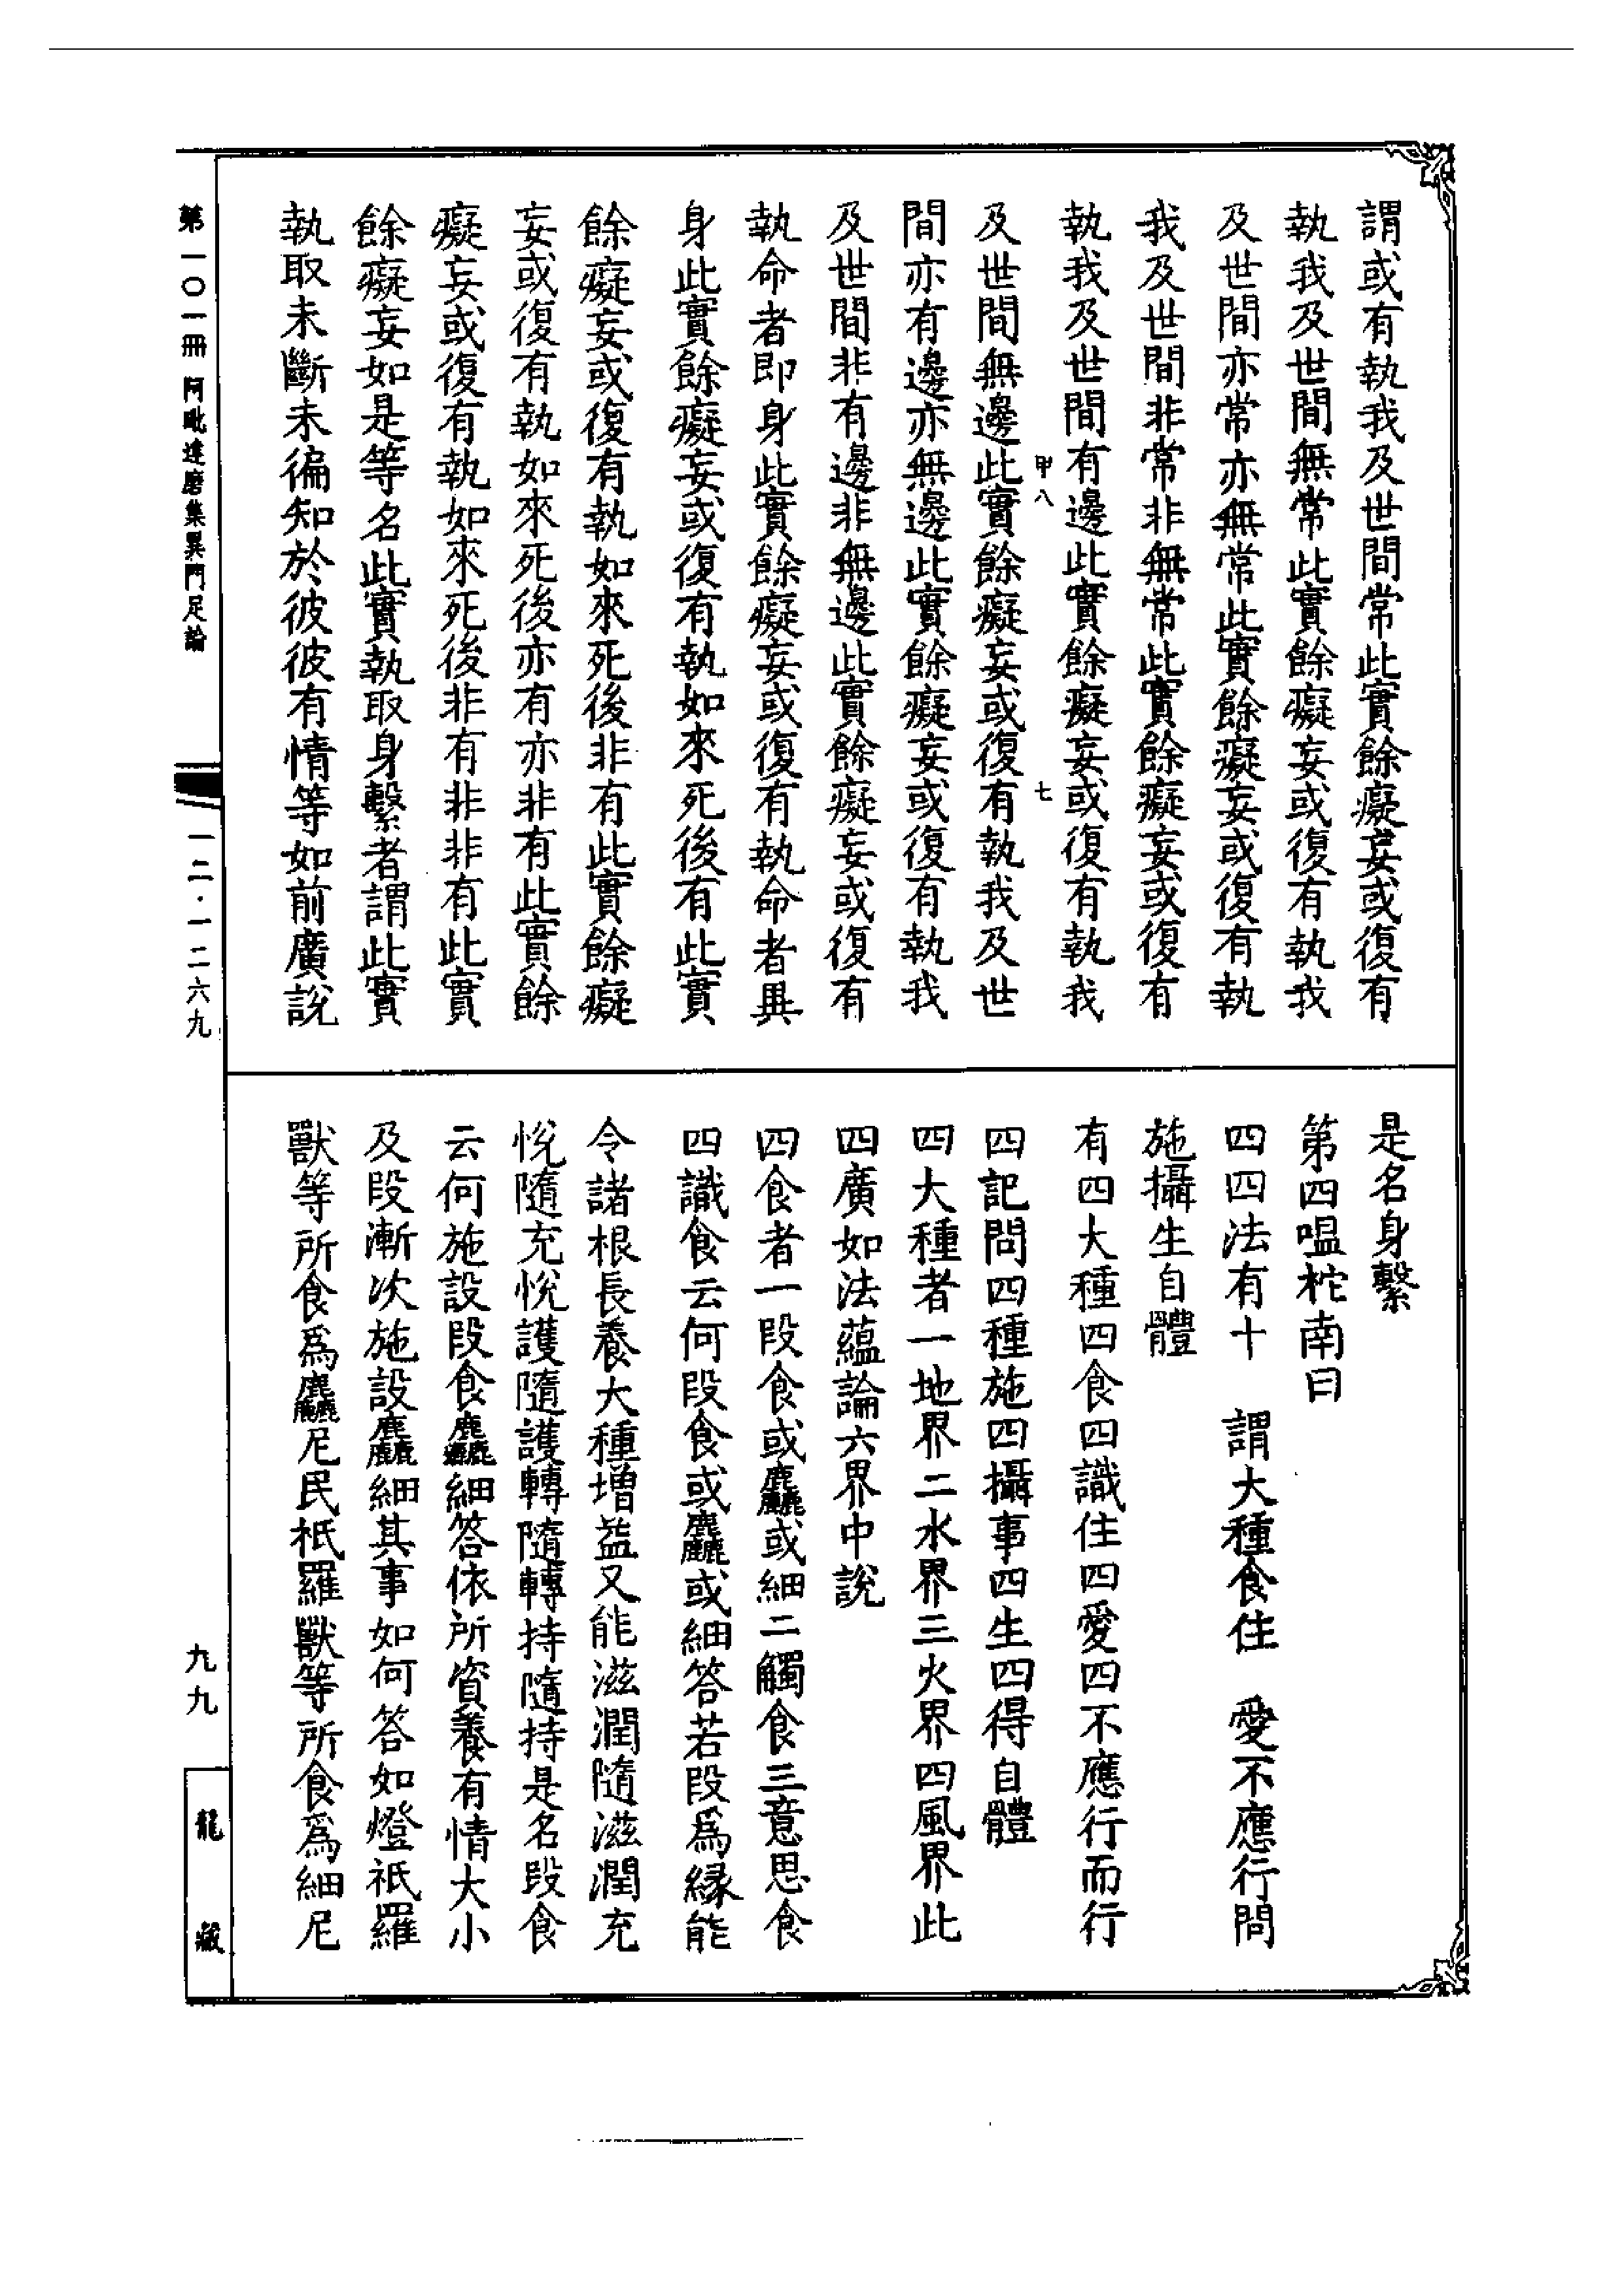 謂或有執我及世間常此實餘癡妄或復有
執我及世間無常此實餘癡妄或復有執我
及世間亦常亦無常此實餘癡妄或復有執
我及世間非常非無常此實餘癡妄或復有
執我及世間有邊此實餘癡妄或復有執我
甲八 七
及世間無邊此實餘癡妄或復有執我及世
間亦有邊亦無邊此實餘癡妄或復有執我
及世間非有邊非無邊此實餘癡妄或復有
執命者即身此實餘癡妄或復有執命者異
身此實餘癡妄或復有執如來死後有此實
餘癡妄或復有執如來死後非有此實餘癡
妄或復有執如來死後亦有亦非有此實餘
癡妄或復有執如來死後非有非非有此實
餘癡妄如是等名此實執取身繫者謂此實
執取未斷未徧知於彼彼有情等如前廣說
是名身繫
第四嗢柁南曰
四四法有十 謂大種食住 愛不應行問
施攝生自體
有四大種四食四識住四愛四不應行而行
四記問四種施四攝事四生四得自體
四大種者一地界二水界三火界四風界此
四廣如法蘊論六界中說
四食者一段食或麤或細二觸食三意思食
四識食云何段食或麤或細答若段爲緣能
令諸根長養大種增益又能滋潤隨滋潤充
悅隨充悅護隨護轉隨轉持隨持是名段食
云何施設段食麤細答依所資養有情大小
及段漸次施設麤細其事如何答如燈祇羅
獸等所食爲麤尼民祇羅獸等所食爲細尼
第一〇一冊 阿毗達磨集異門足論
一二·一二六九
九九
龍藏